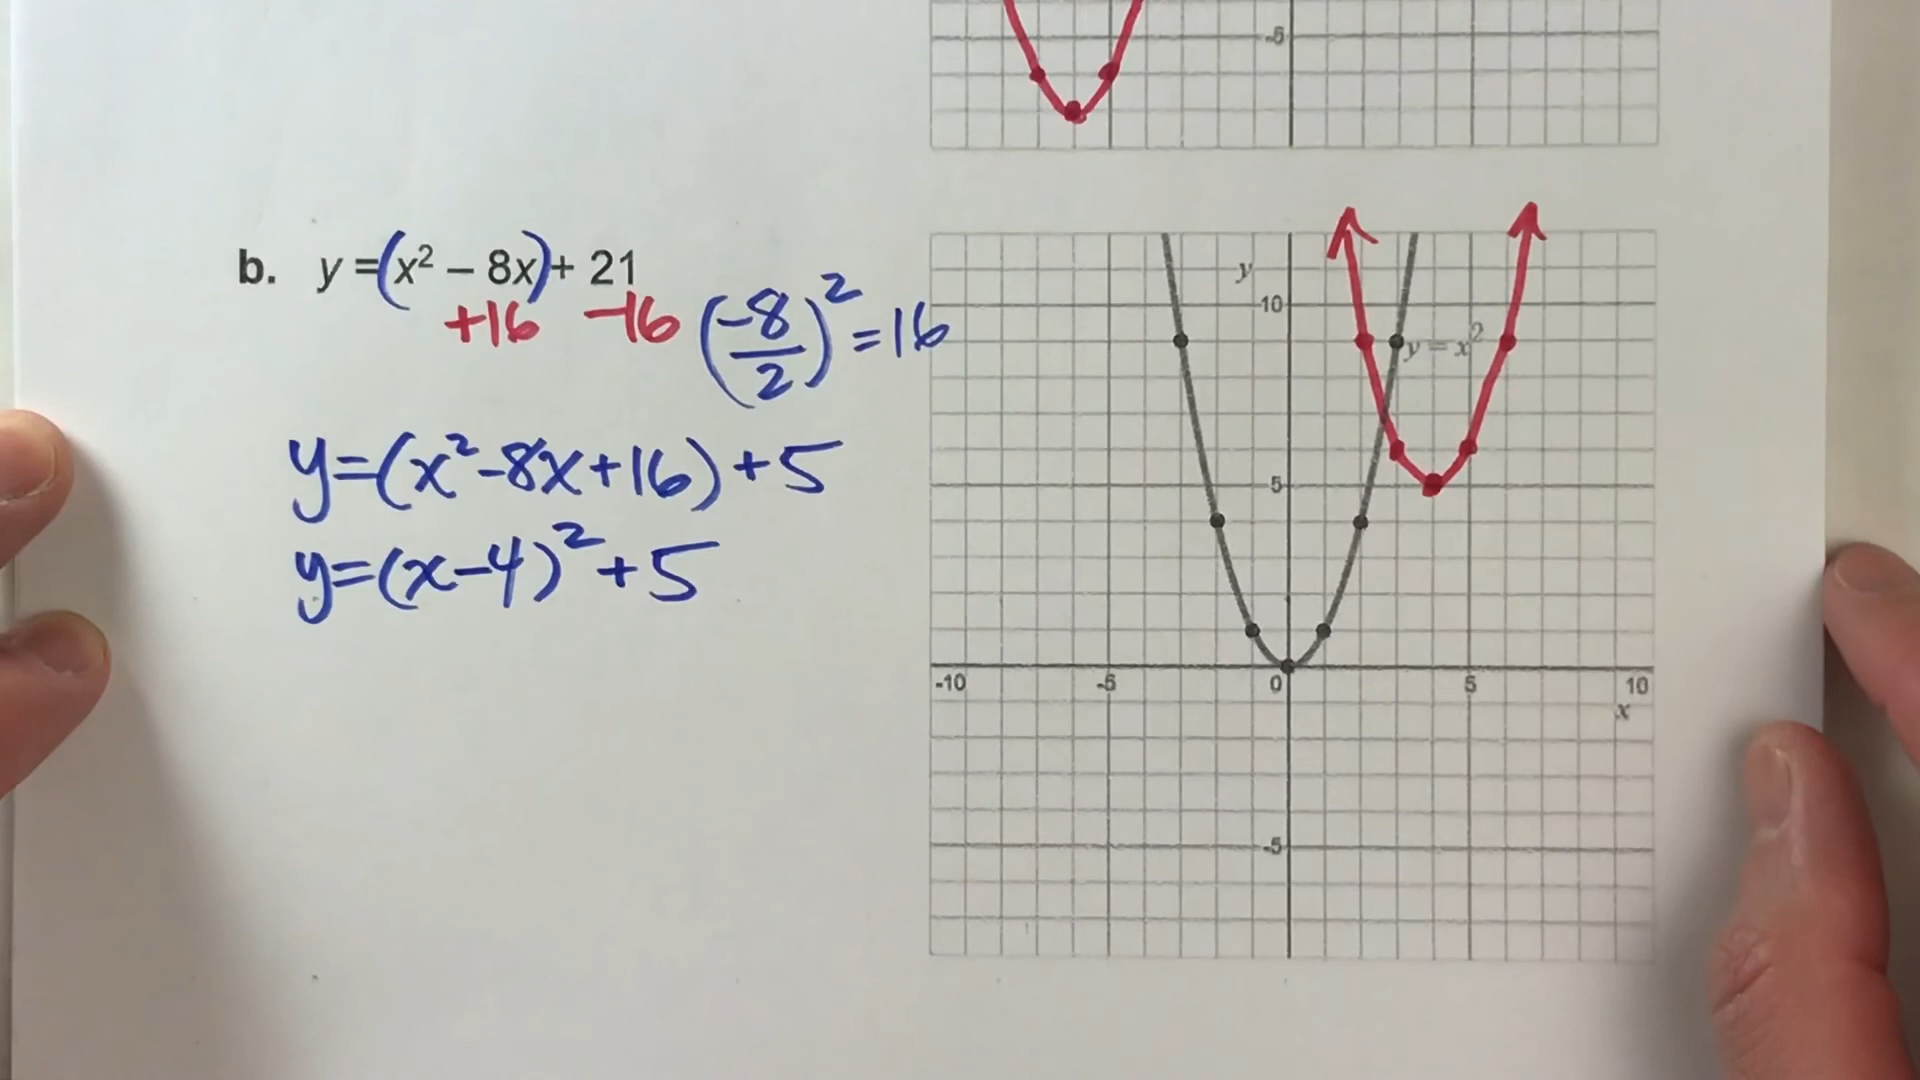 -5
b. y = (x² – 8x) + 21
+16 -16 (-8/2)² = 16
y = (x² - 8x + 16) + 5
y = (x - 4)² + 5
y
10
y = x²
5
-10 -5 0 5 10
x
-5